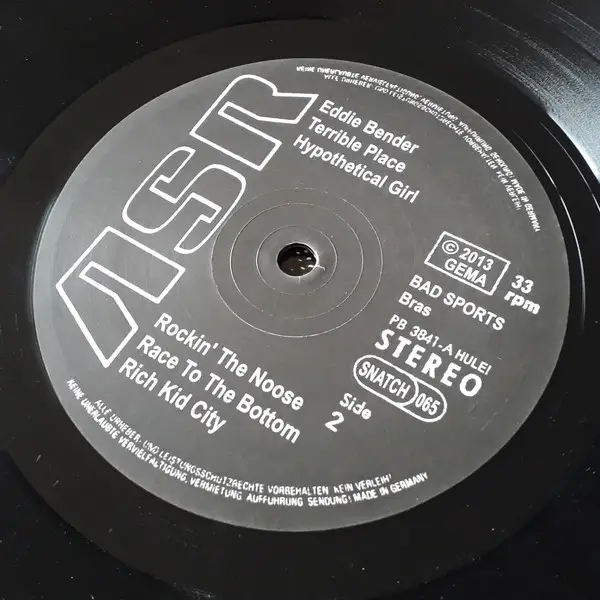 ASR
Eddie Bender
Terrible Place
Hypothetical Girl
© 2013
GEMA
33
rpm
BAD SPORTS
Bras
PB 3841-A HULE!
STEREO
SNATCH 065
Side
2
Rockin' The Noose
Race To The Bottom
Rich Kid City
ALLE URHEBER- UND LEISTUNGSSCHUTZGECHTE VORBEHALTEN KEIN VERLEIH!
KEINE UNERLAUBTE VERVIELFÄLTIGUNG, VERMIETUNG AUFFÜHRUNG SENDUNG! MADE IN GERMANY